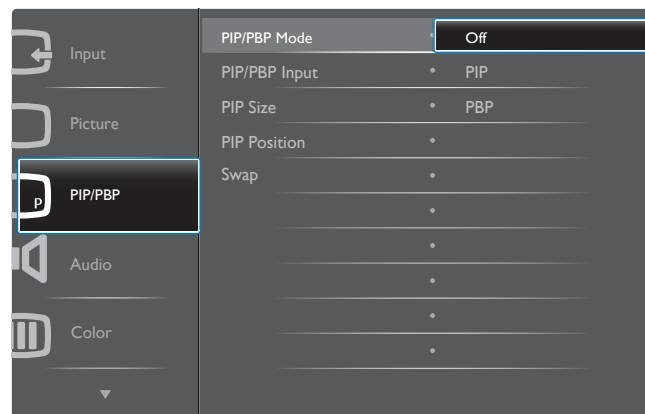 Input
Picture
P
PIP/PBP
Audio
Color
PIP/PBP Mode
Off
PIP/PBP Input
PIP
PIP Size
PBP
PIP Position
Swap